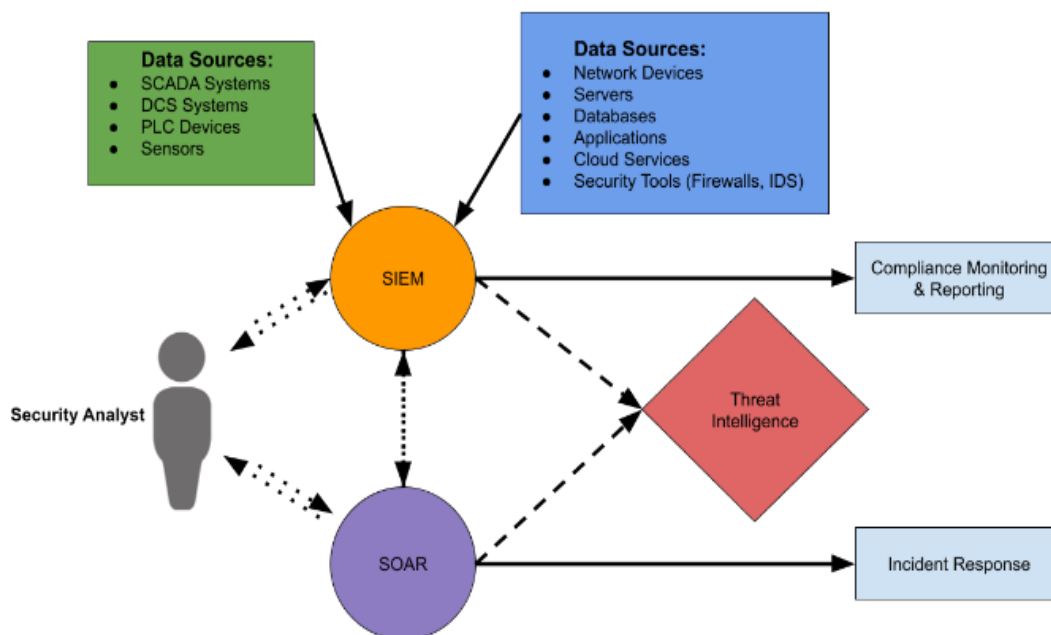 Data Sources:
● SCADA Systems
● DCS Systems
● PLC Devices
● Sensors
Data Sources:
● Network Devices
● Servers
● Databases
● Applications
● Cloud Services
● Security Tools (Firewalls, IDS)
SIEM
Compliance Monitoring
& Reporting
Threat
Intelligence
Security Analyst
SOAR
Incident Response